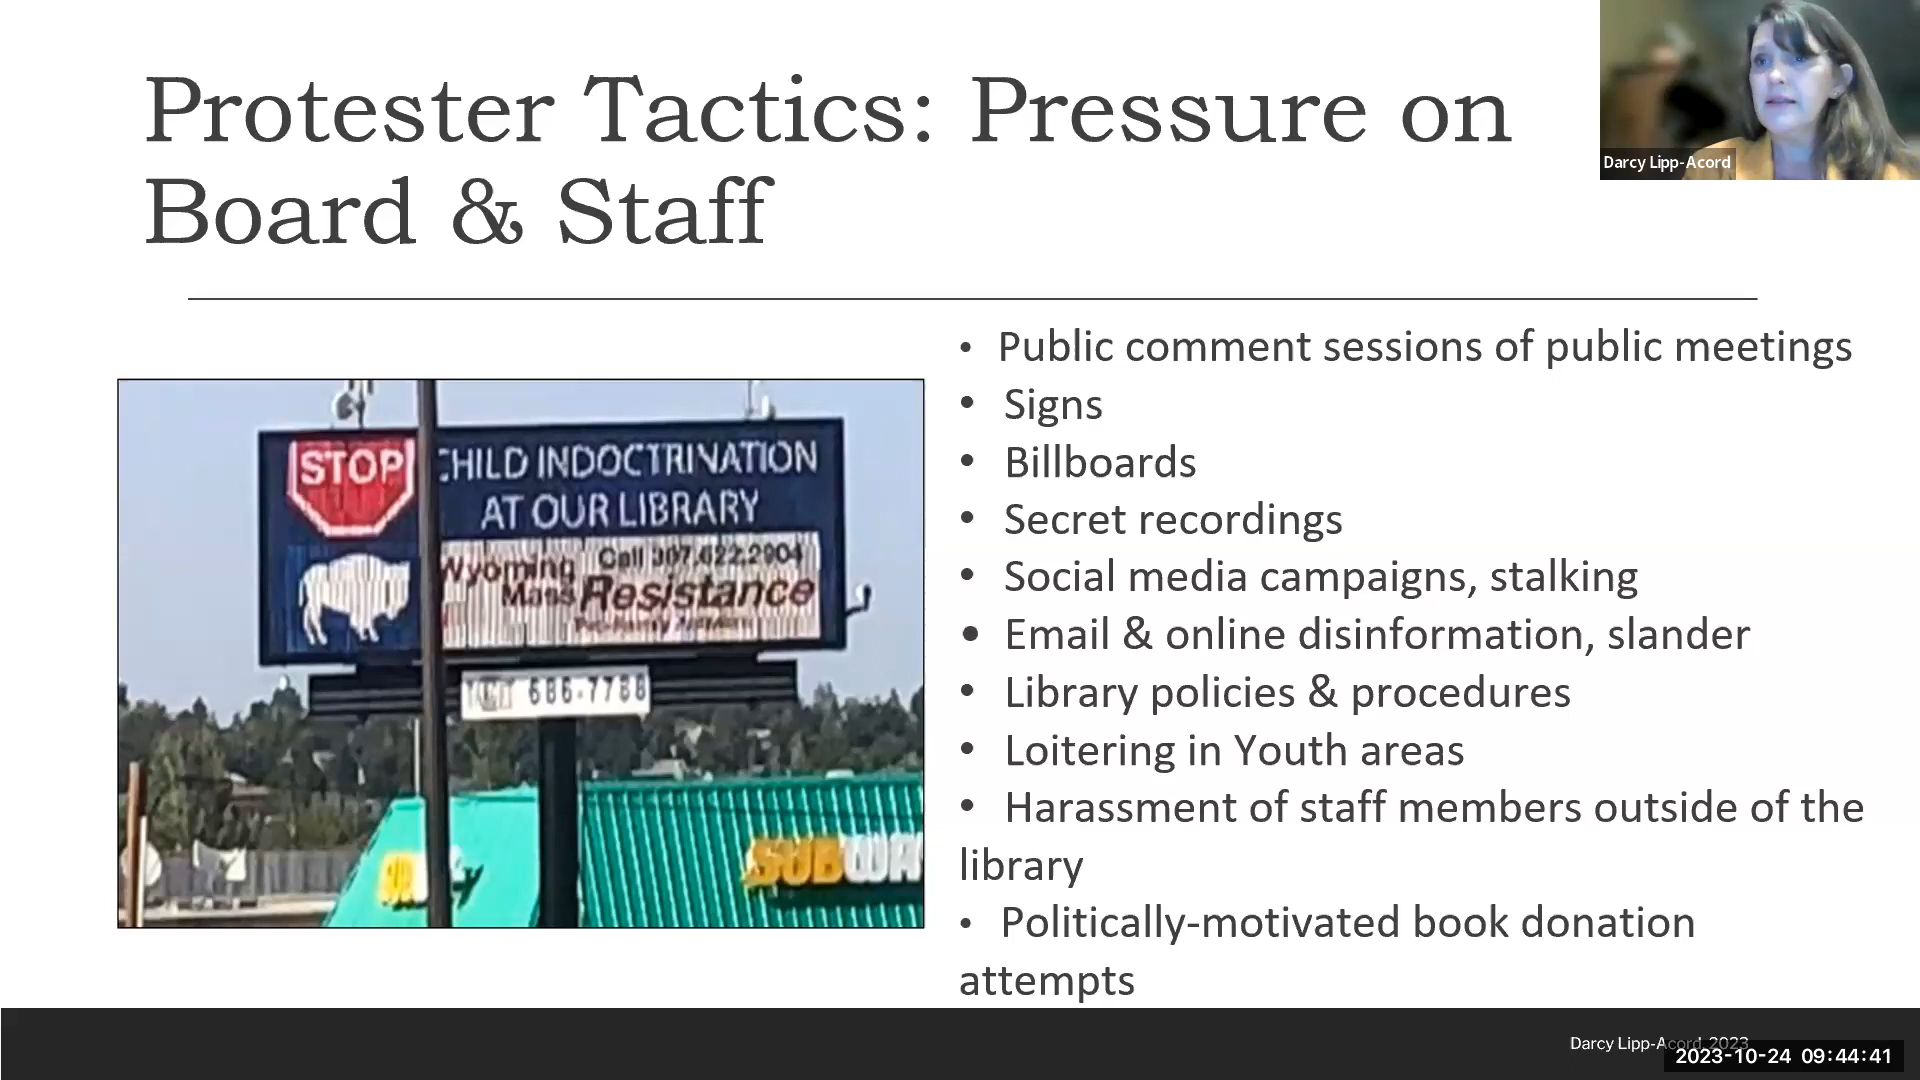 Protester Tactics: Pressure on
Board & Staff
Darcy Lipp-Acord
• Public comment sessions of public meetings
• Signs
• Billboards
• Secret recordings
• Social media campaigns, stalking
• Email & online disinformation, slander
• Library policies & procedures
• Loitering in Youth areas
• Harassment of staff members outside of the
library
• Politically-motivated book donation
attempts
STOP CHILD INDOCTRINATION
AT OUR LIBRARY
Call 307.622.2904
Wyoming
MassResistance
686-7788
SUBWA
Darcy Lipp-Acord, 2023
2023-10-24 09:44:41